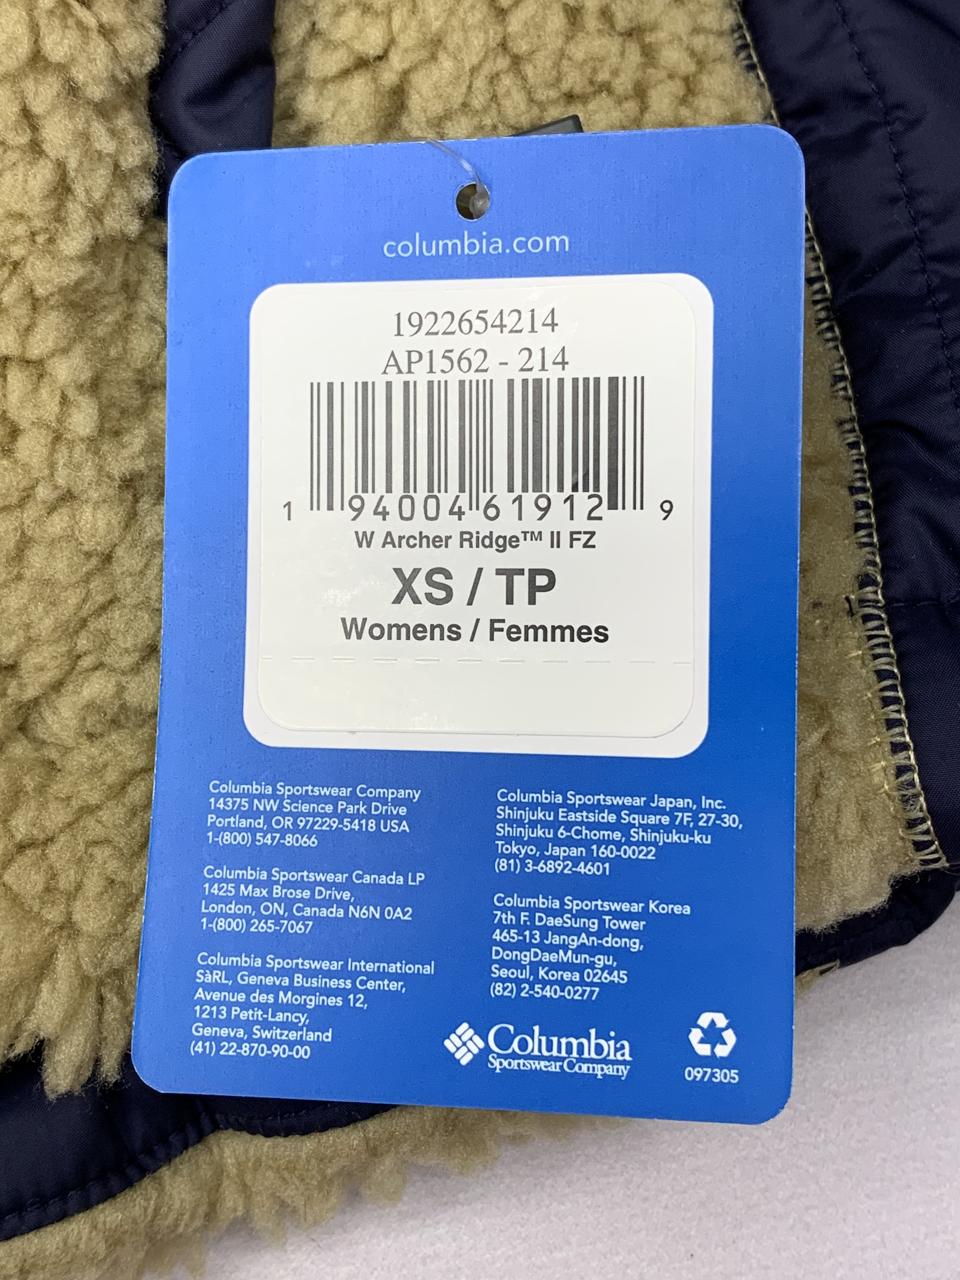 columbia.com
1922654214
AP1562 - 214
1 94004 61912 9
W Archer Ridge™ II FZ
XS / TP
Womens / Femmes
Columbia Sportswear Company
14375 NW Science Park Drive
Portland, OR 97229-5418 USA
1-(800) 547-8066
Columbia Sportswear Canada LP
1425 Max Brose Drive,
London, ON, Canada N6N 0A2
1-(800) 265-7067
Columbia Sportswear International
SàRL, Geneva Business Center,
Avenue des Morgines 12,
1213 Petit-Lancy,
Geneva, Switzerland
(41) 22-870-90-00
Columbia Sportswear Japan, Inc.
Shinjuku Eastside Square 7F, 27-30,
Shinjuku 6-Chome, Shinjuku-ku
Tokyo, Japan 160-0022
(81) 3-6892-4601
Columbia Sportswear Korea
7th F. DaeSung Tower
465-13 JangAn-dong,
DongDaeMun-gu,
Seoul, Korea 02645
(82) 2-540-0277
Columbia
Sportswear Company
097305